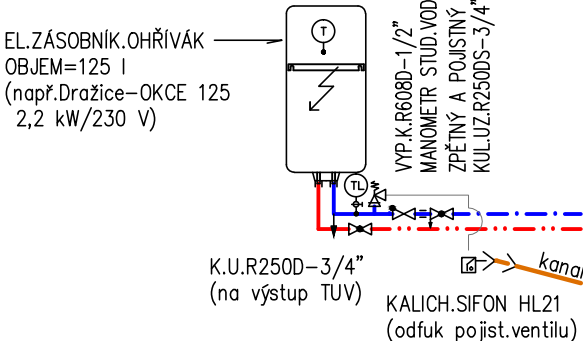 EL.ZÁSOBNÍK.OHŘÍVÁK
OBJEM=125 l
(např.Dražice-OKCE 125
2,2 kW/230 V)
T
VYP.K.R608D-1/2"
MANOMETR STUD.VOD
ZPĚTNÝ A POJISTNÝ
KUL.UZ.R250DS-3/4"
TL
K.U.R250D-3/4"
(na výstup TUV)
kanal
KALICH.SIFON HL21
(odfuk pojist.ventilu)